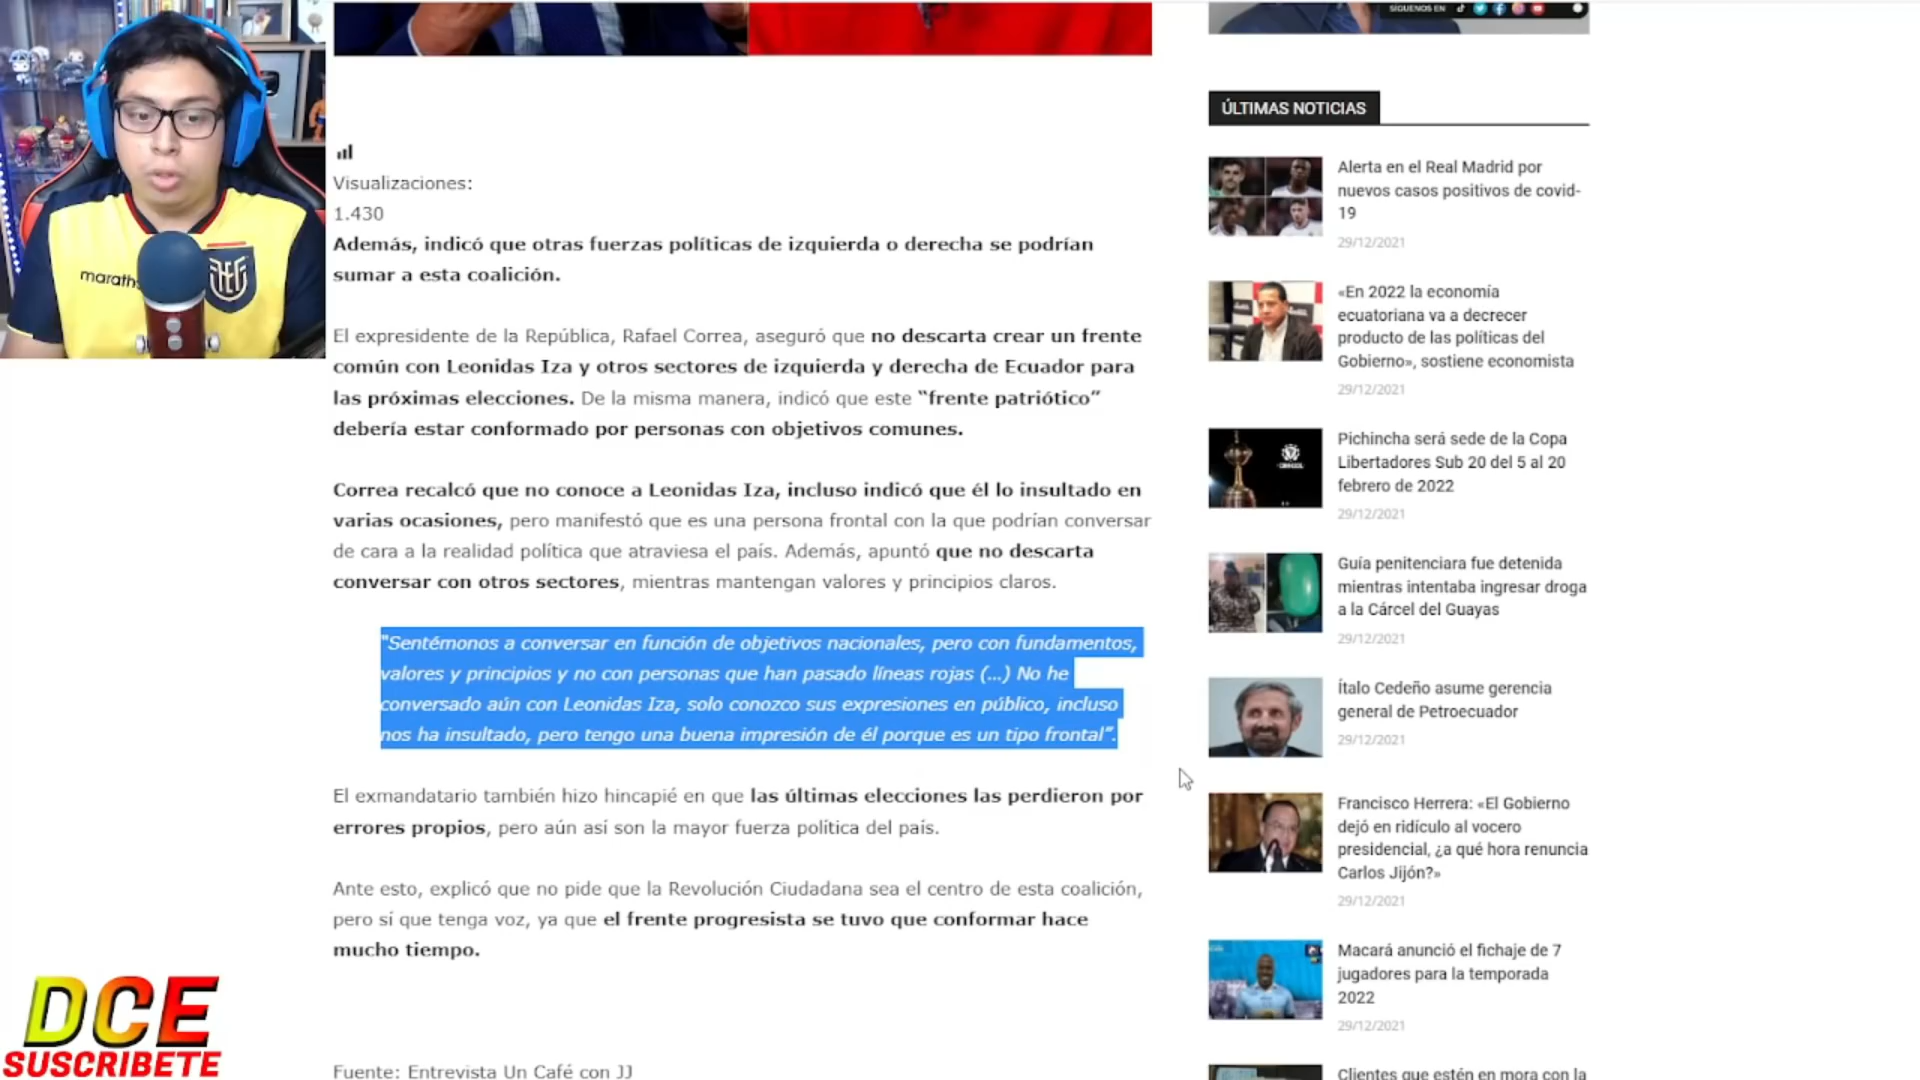 marath
FEF
Visualizaciones:
1.430
Además, indicó que otras fuerzas políticas de izquierda o derecha se podrían
sumar a esta coalición.
El expresidente de la República, Rafael Correa, aseguró que no descarta crear un frente
común con Leonidas Iza y otros sectores de izquierda y derecha de Ecuador para
las próximas elecciones. De la misma manera, indicó que este “frente patriótico”
debería estar conformado por personas con objetivos comunes.
Correa recalcó que no conoce a Leonidas Iza, incluso indicó que él lo insultado en
varias ocasiones, pero manifestó que es una persona frontal con la que podrían conversar
de cara a la realidad política que atraviesa el país. Además, apuntó que no descarta
conversar con otros sectores, mientras mantengan valores y principios claros.
"Sentémonos a conversar en función de objetivos nacionales, pero con fundamentos,
valores y principios y no con personas que han pasado líneas rojas (...) No he
conversado aún con Leonidas Iza, solo conozco sus expresiones en público, incluso
nos ha insultado, pero tengo una buena impresión de él porque es un tipo frontal”.
El exmandatario también hizo hincapié en que las últimas elecciones las perdieron por
errores propios, pero aún así son la mayor fuerza política del país.
Ante esto, explicó que no pide que la Revolución Ciudadana sea el centro de esta coalición,
pero sí que tenga voz, ya que el frente progresista se tuvo que conformar hace
mucho tiempo.
Fuente: Entrevista Un Café con JJ
SÍGUENOS EN
ÚLTIMAS NOTICIAS
Alerta en el Real Madrid por
nuevos casos positivos de covid-
19
29/12/2021
«En 2022 la economía
ecuatoriana va a decrecer
producto de las políticas del
Gobierno», sostiene economista
29/12/2021
Pichincha será sede de la Copa
Libertadores Sub 20 del 5 al 20
febrero de 2022
29/12/2021
Guía penitenciara fue detenida
mientras intentaba ingresar droga
a la Cárcel del Guayas
29/12/2021
Ítalo Cedeño asume gerencia
general de Petroecuador
29/12/2021
Francisco Herrera: «El Gobierno
dejó en ridículo al vocero
presidencial, ¿a qué hora renuncia
Carlos Jijón?»
29/12/2021
Macará anunció el fichaje de 7
jugadores para la temporada
2022
29/12/2021
Clientes que estén en mora con la
DCE
SUSCRIBETE